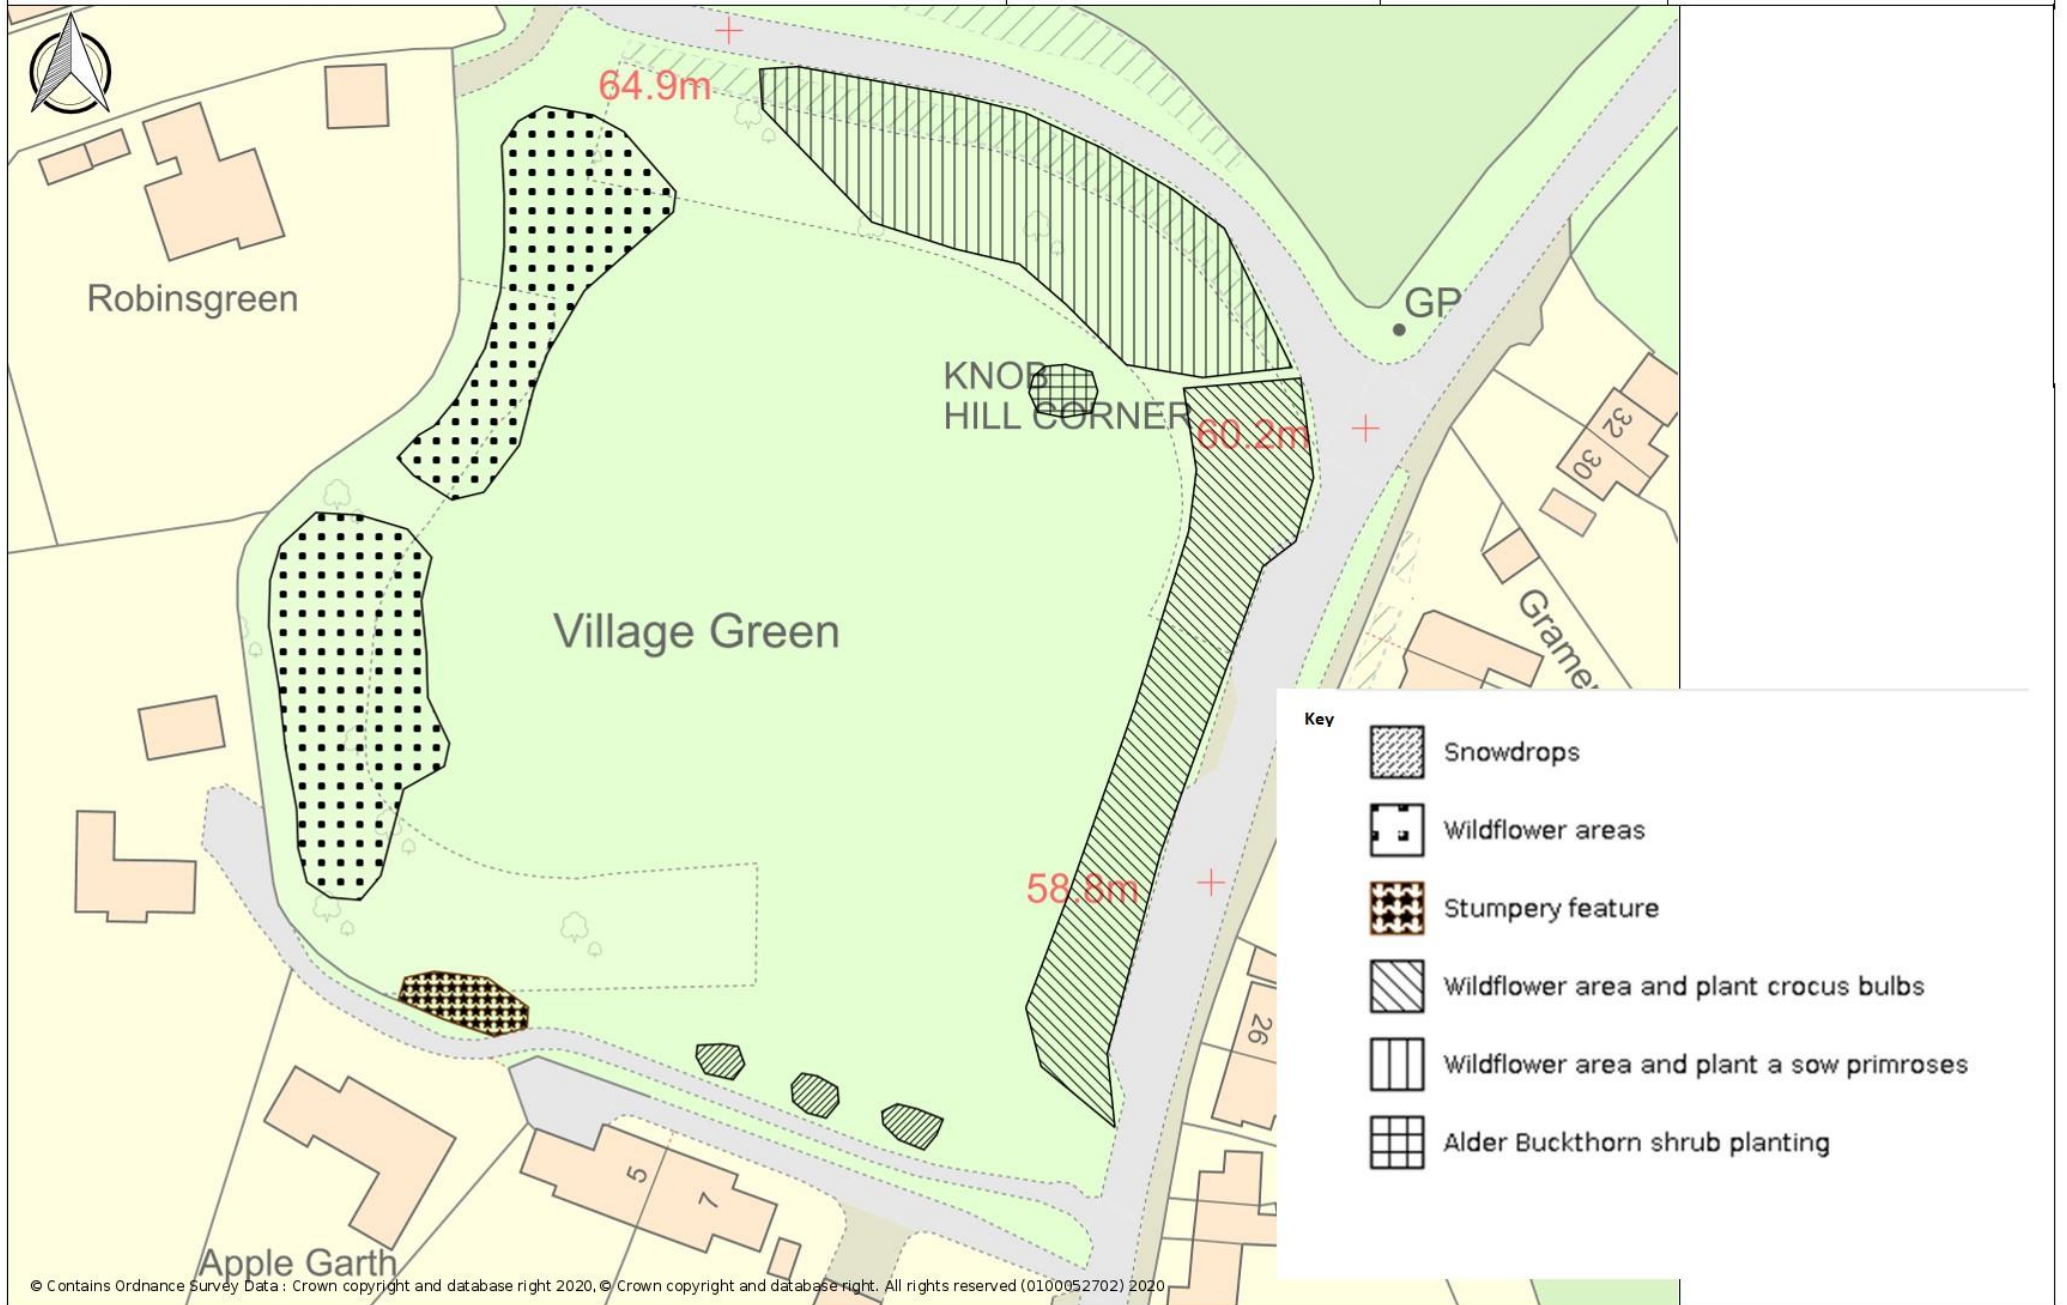 64.9m
Robinsgreen
GP
KNOB
HILL CORNER
60.2m
32
30
Village Green
58.8m
26
5
7
Apple Garth
Key
Snowdrops
Wildflower areas
Stumpery feature
Wildflower area and plant crocus bulbs
Wildflower area and plant a sow primroses
Alder Buckthorn shrub planting
© Contains Ordnance Survey Data : Crown copyright and database right 2020, © Crown copyright and database right. All rights reserved (0100052702) 2020